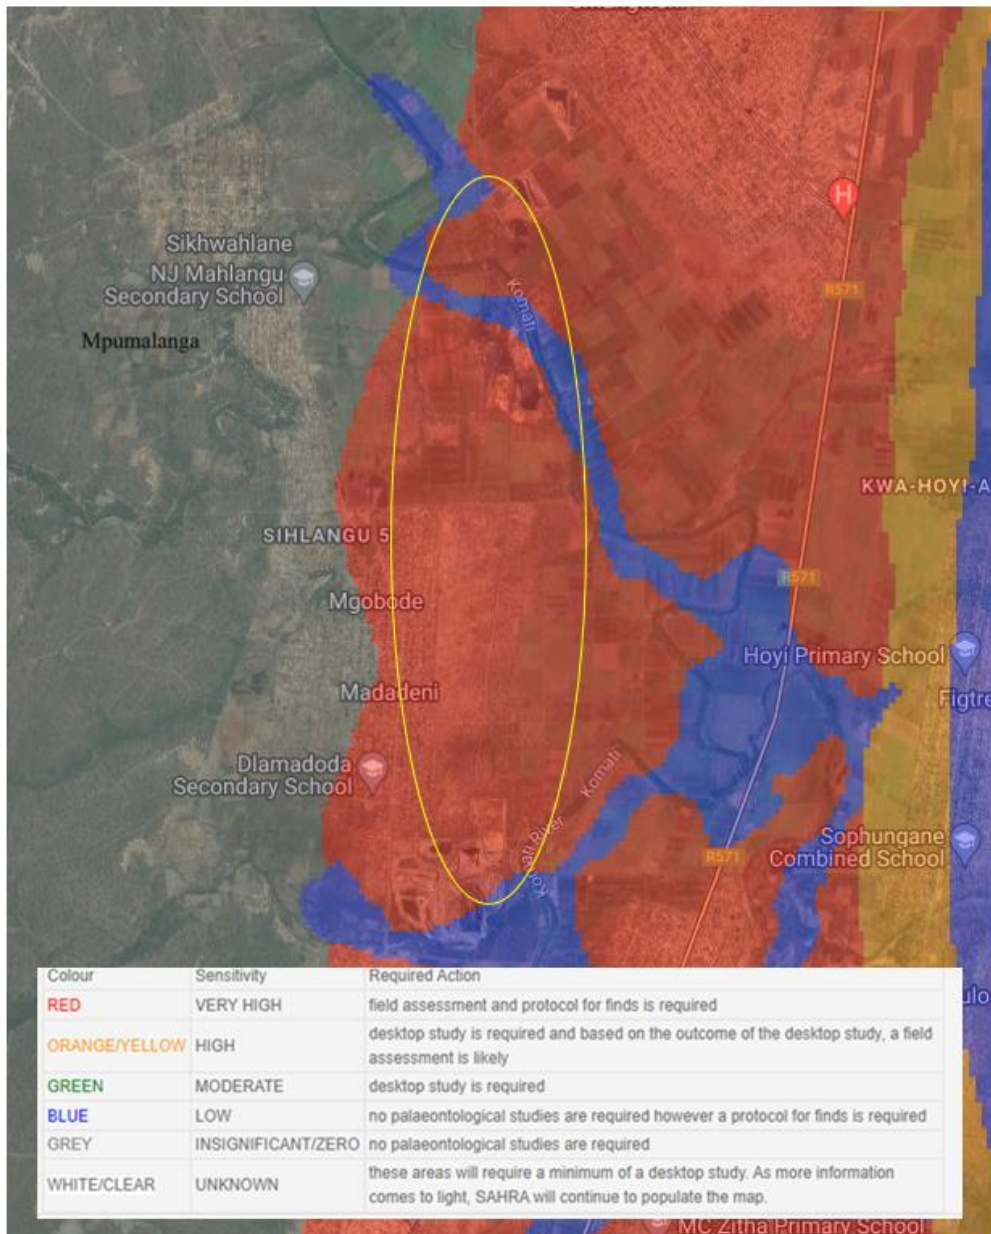 H
Sikhwahlane
NJ Mahlangu
Secondary School
Komati
R571
Mpumalanga
KWA-HOYI-A
SIHLANGU 5
R571
Mgobode
Hoyi Primary School
Madadeni
Figtre
Dlamadoda
Secondary School
Komati
Sophungane
Combined School
R571
Komati River
Colour Sensitivity Required Action
RED VERY HIGH field assessment and protocol for finds is required
ORANGE/YELLOW HIGH desktop study is required and based on the outcome of the desktop study, a field
assessment is likely
GREEN MODERATE desktop study is required
BLUE LOW no palaeontological studies are required however a protocol for finds is required
GREY INSIGNIFICANT/ZERO no palaeontological studies are required
WHITE/CLEAR UNKNOWN these areas will require a minimum of a desktop study. As more information
comes to light, SAHRA will continue to populate the map.
ulo
MC Zitha Primary School